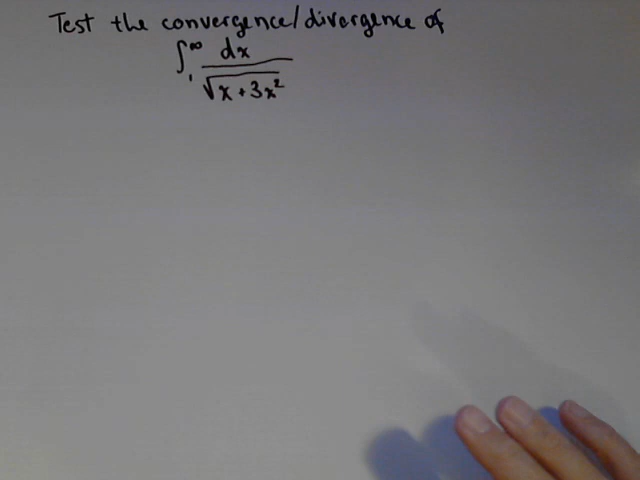 Test the convergence/divergence of
∫₁^∞ dx / √(x + 3x²)